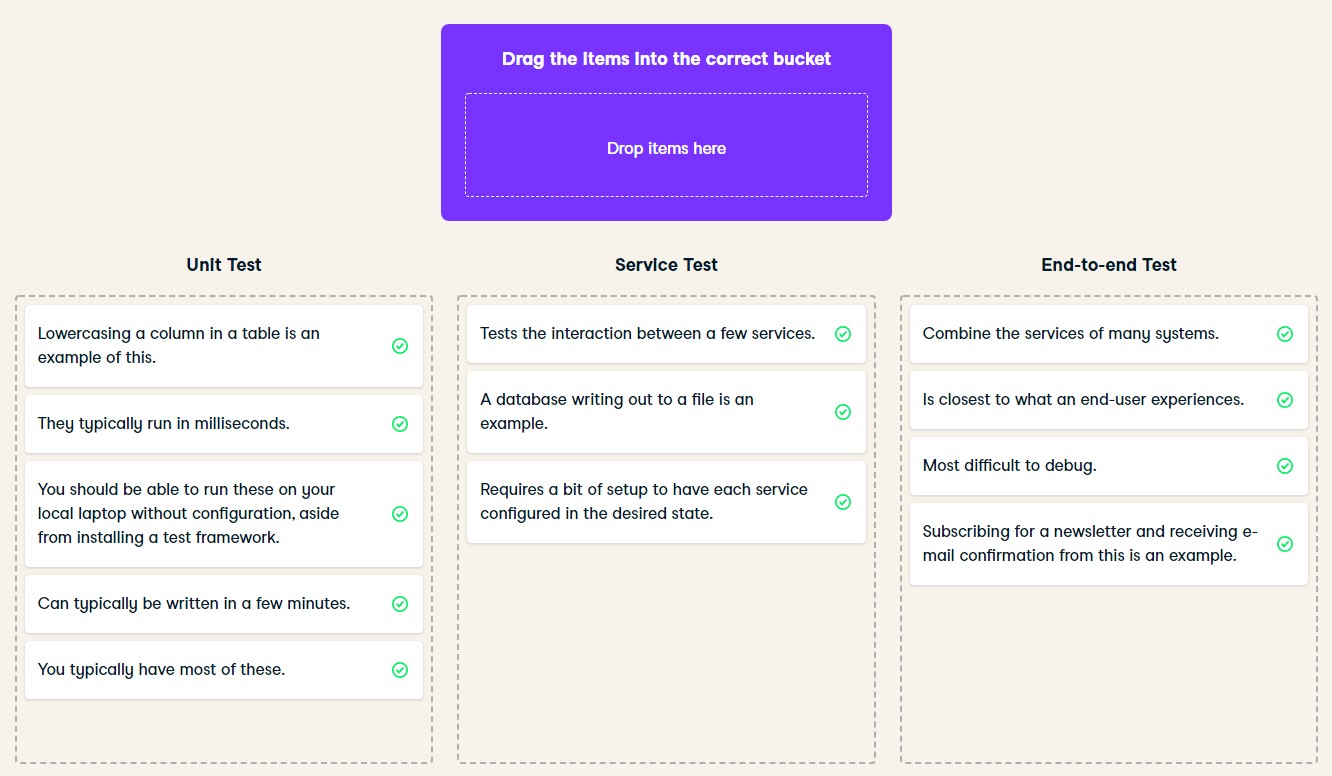 Drag the items into the correct bucket
Drop items here
Unit Test
Lowercasing a column in a table is an
example of this.
They typically run in milliseconds.
You should be able to run these on your
local laptop without configuration, aside
from installing a test framework.
Can typically be written in a few minutes.
You typically have most of these.
Service Test
Tests the interaction between a few services.
A database writing out to a file is an
example.
Requires a bit of setup to have each service
configured in the desired state.
End-to-end Test
Combine the services of many systems.
Is closest to what an end-user experiences.
Most difficult to debug.
Subscribing for a newsletter and receiving e-
mail confirmation from this is an example.